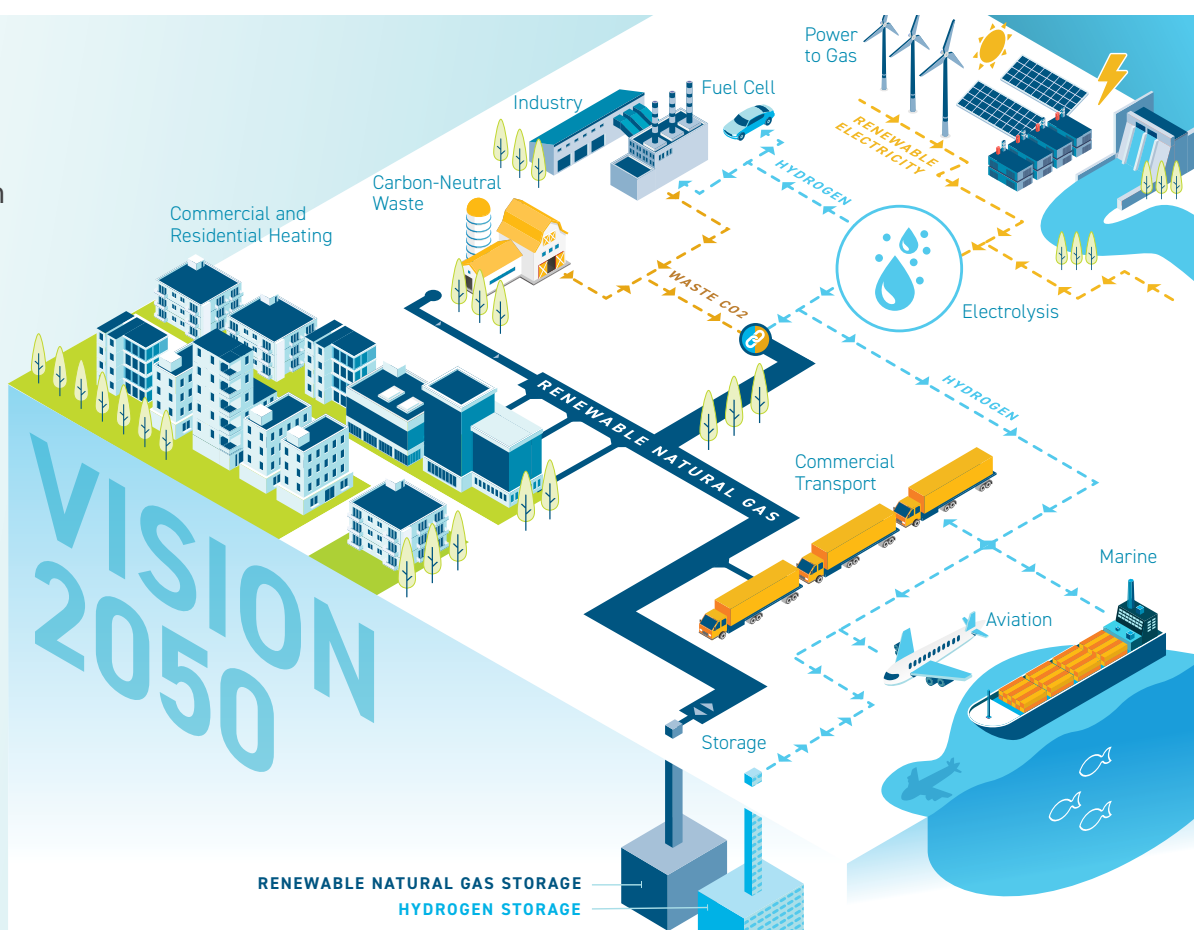 Power
to Gas
Fuel Cell
Industry
RENEWABLE
ELECTRICITY
HYDROGEN
Carbon-Neutral
Waste
n
Commercial and
Residential Heating
WASTE CO2
Electrolysis
HYDROGEN
RENEWABLE NATURAL GAS
Commercial
Transport
VISION
2050
Marine
Aviation
Storage
RENEWABLE NATURAL GAS STORAGE
HYDROGEN STORAGE